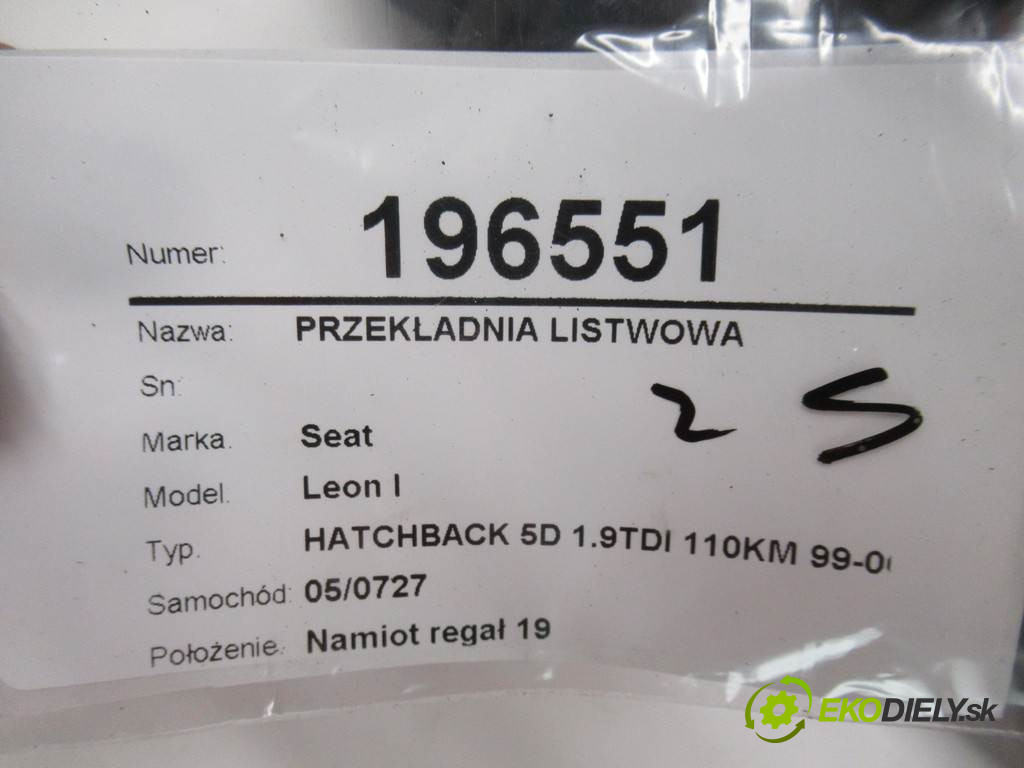 Numer: 196551
Nazwa: PRZEKŁADNIA LISTWOWA
Sn:
2 S
Marka. Seat
Model. Leon I
Typ. HATCHBACK 5D 1.9TDI 110KM 99-0
Samochód: 05/0727
Położenie: Namiot regał 19
EKODIELY.sk